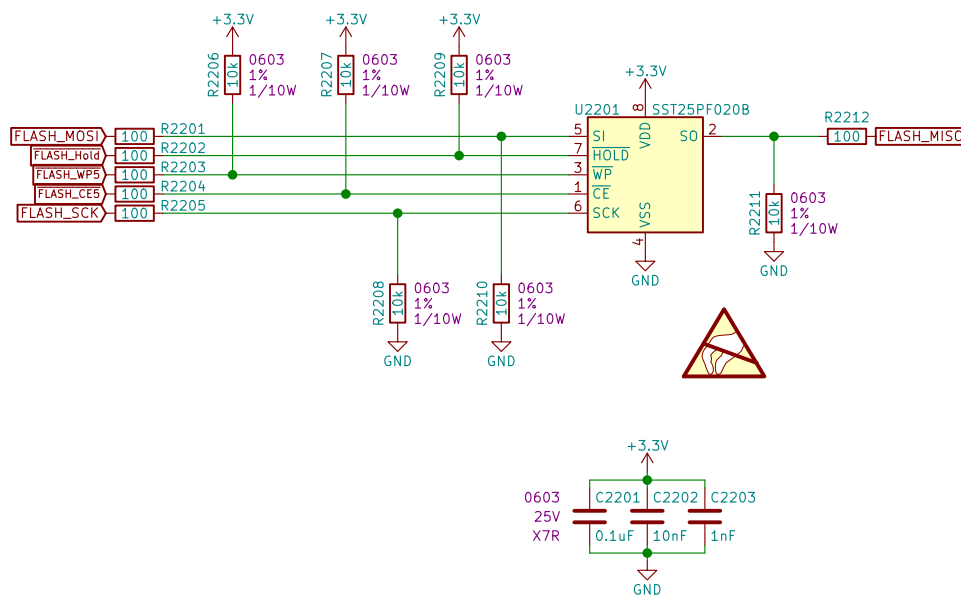 +3.3V
+3.3V
+3.3V
R2206
10k
0603
1%
1/10W
R2207
10k
0603
1%
1/10W
R2209
10k
0603
1%
1/10W
+3.3V
U2201
SST25PF020B
8
VDD
FLASH_MOSI
100
R2201
5
SI
SO
2
R2212
100
FLASH_MISO
FLASH_Hold
100
R2202
7
HOLD
FLASH_WP5
100
R2203
3
WP
FLASH_CE5
100
R2204
1
CE
FLASH_SCK
100
R2205
6
SCK
VSS
4
GND
R2211
10k
0603
1%
1/10W
GND
R2208
10k
0603
1%
1/10W
GND
R2210
10k
0603
1%
1/10W
GND
+3.3V
0603
25V
X7R
C2201
0.1uF
C2202
10nF
C2203
1nF
GND